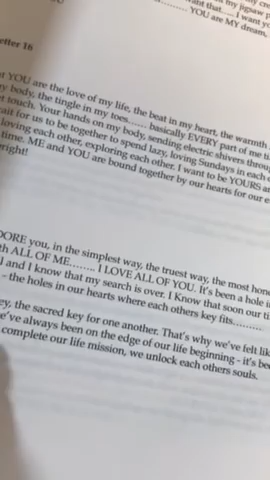 my jigsaw
want that..... I want yo
.......... YOU are MY dream.
etter 16
t YOU are the love of my life, the beat in my heart, the warmth
y body, the tingle in my toes...... basically EVERY part of me ti
t touch. Your hands on my body, sending electric shivers throu
ait for us to be together to spend lazy, loving Sundays in each
loving each other, exploring each other. I want to be YOURS a
time. ME and YOU are bound together by our hearts for our e
right!
DORE you, in the simplest way, the truest way, the most hone
th ALL OF ME........ I LOVE ALL OF YOU. It's been a hole i
l and I know that my search is over. I Know that soon our ti
– the holes in our hearts where each others key fits..........
ey, the sacred key for one another. That's why we've felt lik
e've always been on the edge of our life beginning - it's be
complete our life mission, we unlock each others souls.